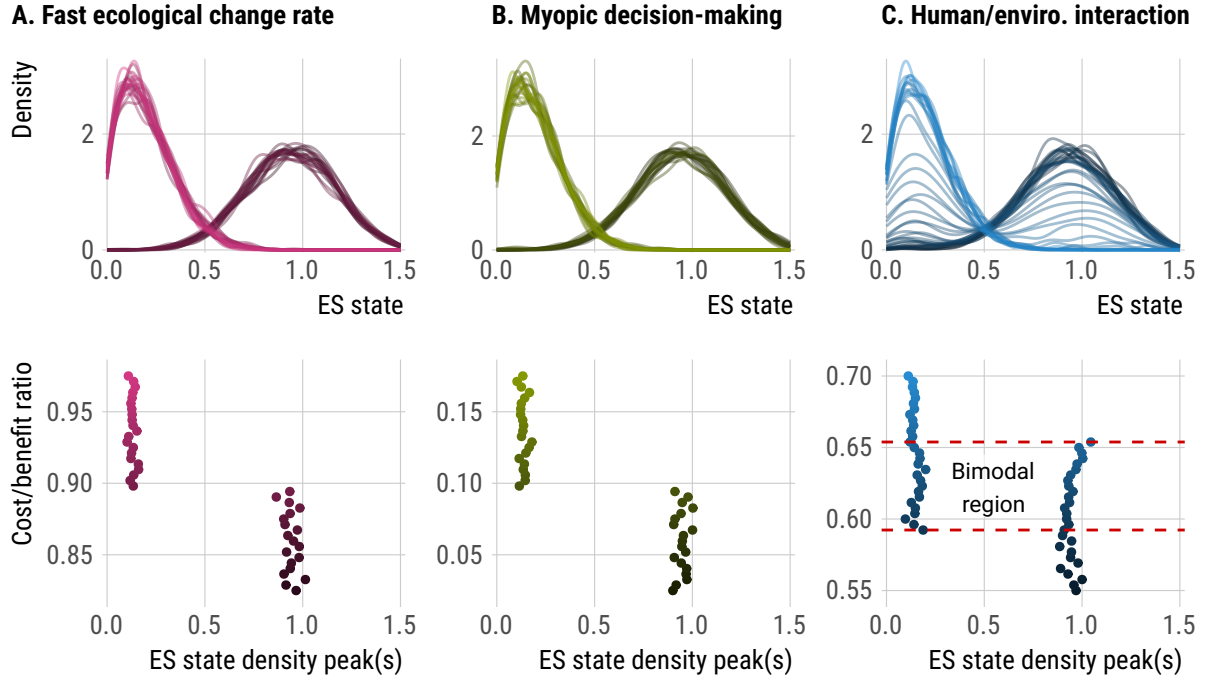 A. Fast ecological change rate
B. Myopic decision-making
C. Human/enviro. interaction
Density
2
0
0.0 0.5 1.0 1.5
ES state
2
0
0.0 0.5 1.0 1.5
ES state
2
0
0.0 0.5 1.0 1.5
ES state
Cost/benefit ratio
0.95
0.90
0.85
0.0 0.5 1.0 1.5
ES state density peak(s)
0.15
0.10
0.05
0.0 0.5 1.0 1.5
ES state density peak(s)
0.70
0.65
Bimodal
region
0.60
0.55
0.0 0.5 1.0 1.5
ES state density peak(s)